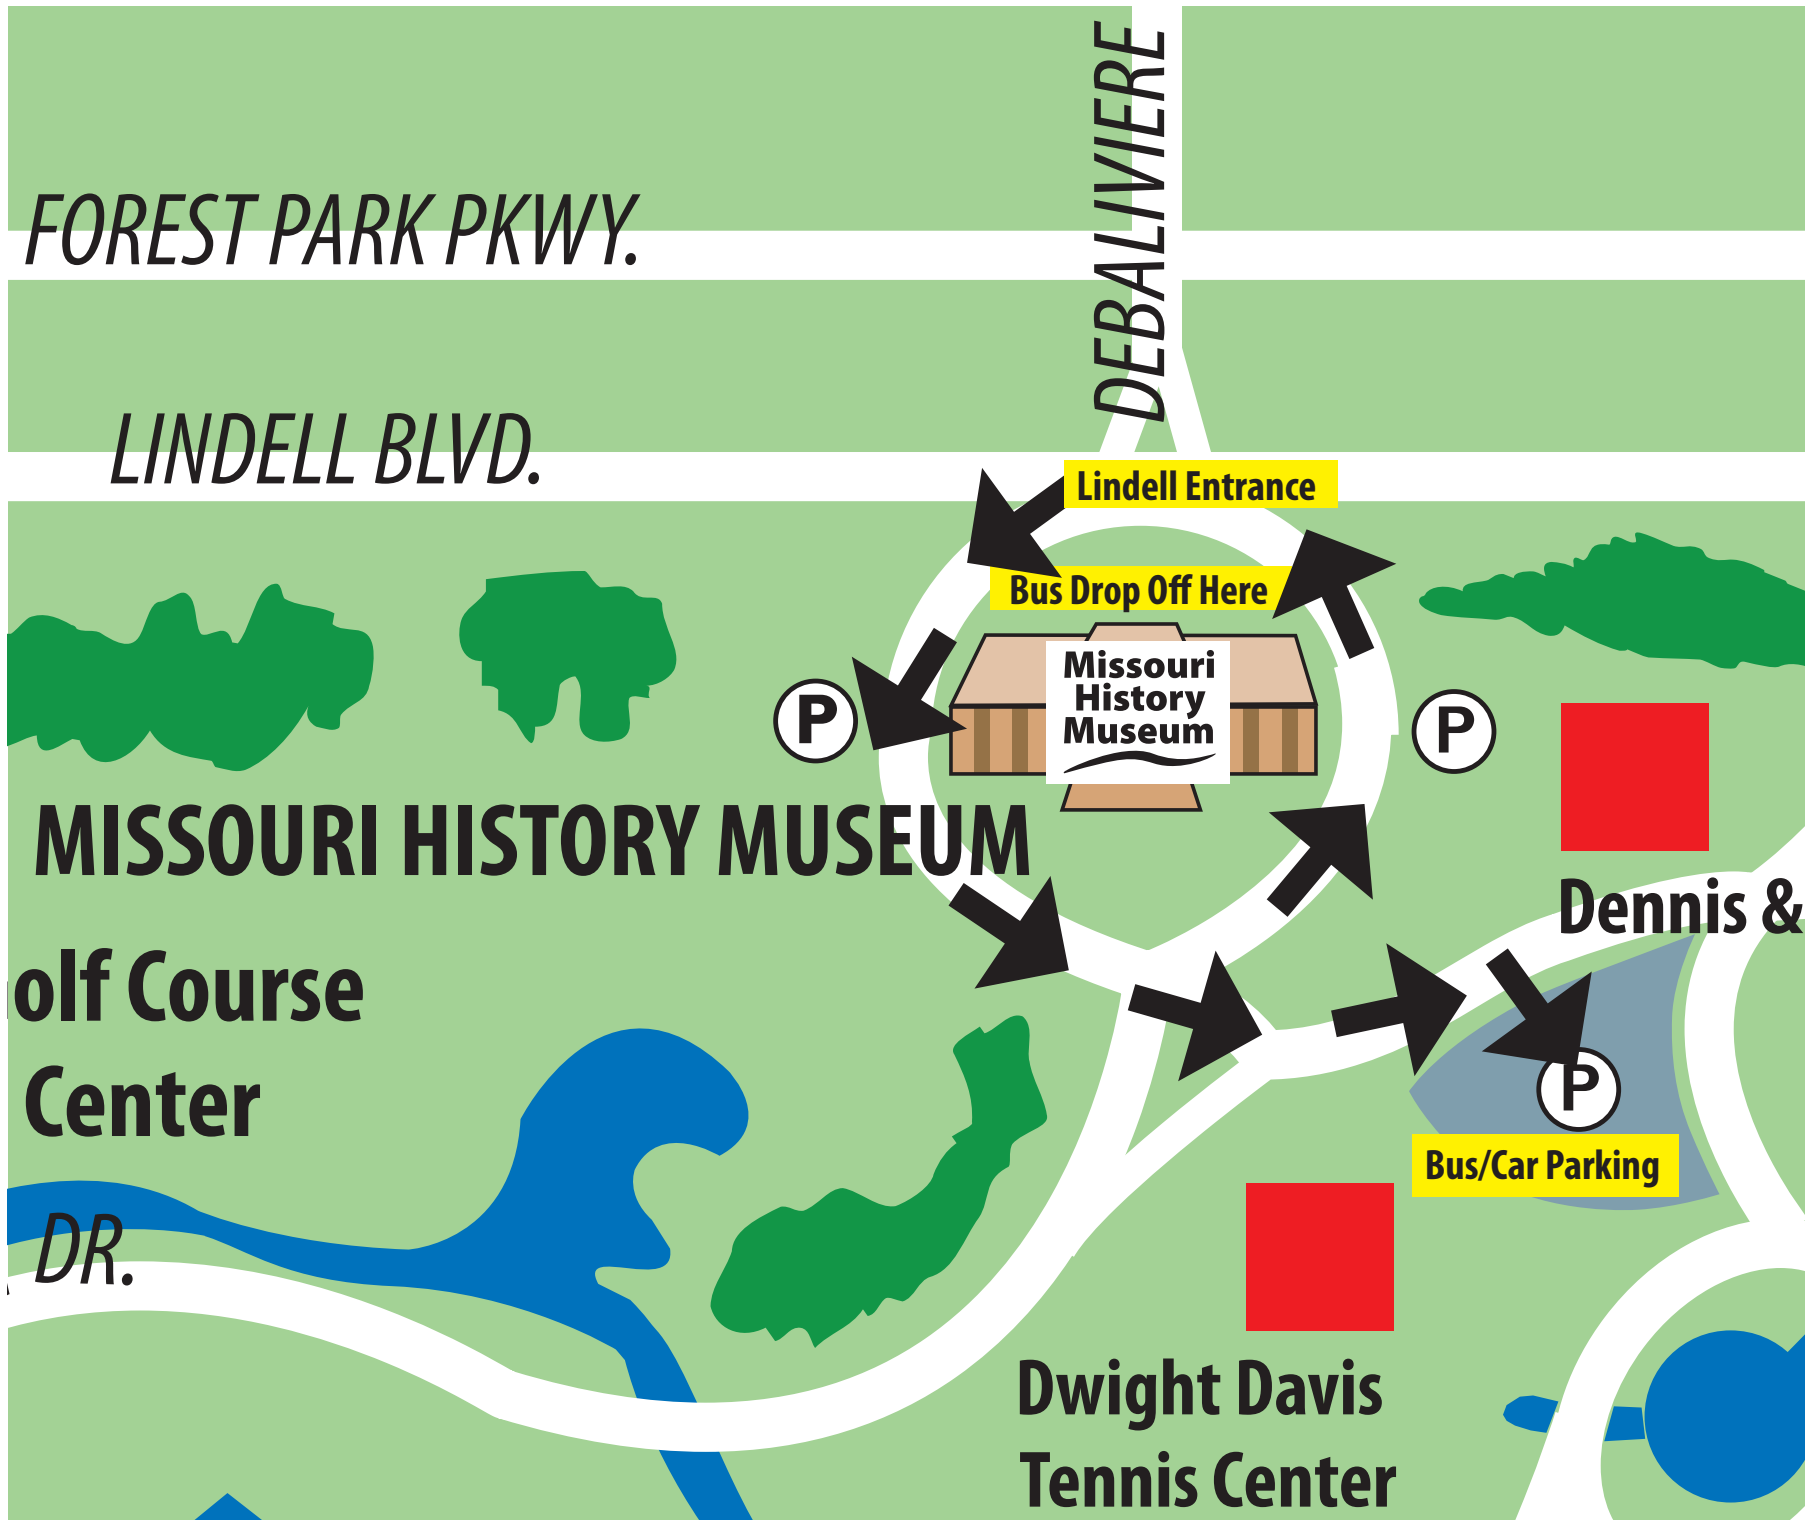 DEBALIVIERE
FOREST PARK PKWY.
LINDELL BLVD.
Lindell Entrance
Bus Drop Off Here
Missouri
History
Museum
P
P
MISSOURI HISTORY MUSEUM
Dennis &
olf Course
Center
P
Bus/Car Parking
DR.
Dwight Davis
Tennis Center